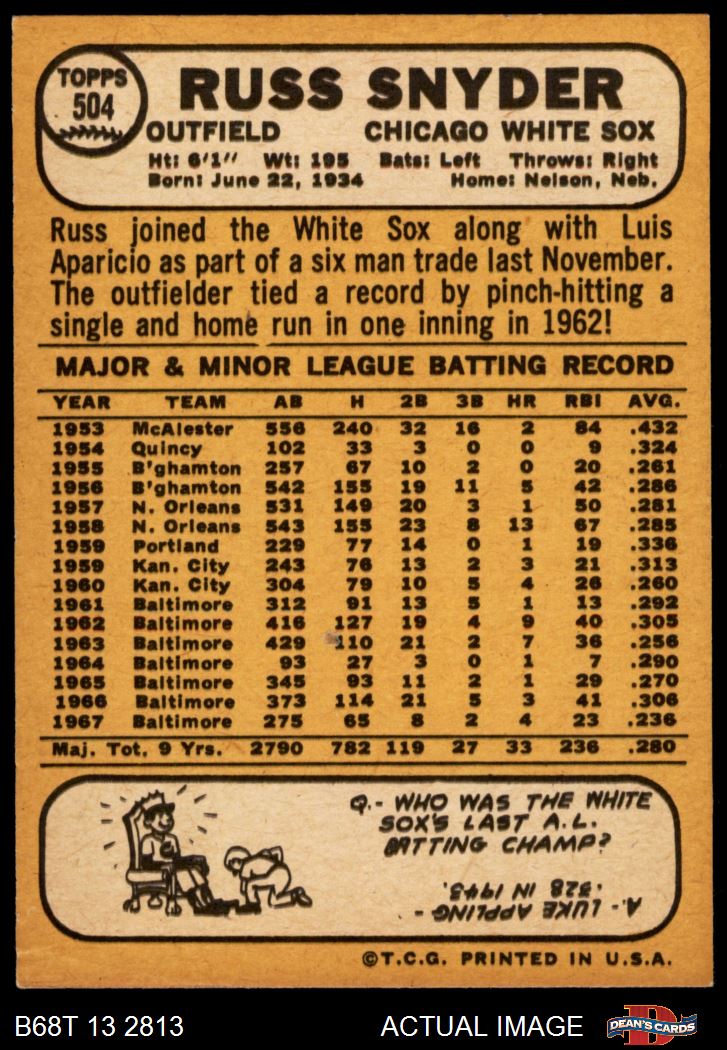 TOPPS
504
RUSS SNYDER
OUTFIELD CHICAGO WHITE SOX
Ht: 6'1" Wt: 195 Bats: Left Throws: Right
Born: June 22, 1934 Home: Nelson, Neb.
Russ joined the White Sox along with Luis
Aparicio as part of a six man trade last November.
The outfielder tied a record by pinch-hitting a
single and home run in one inning in 1962!
MAJOR & MINOR LEAGUE BATTING RECORD
YEAR TEAM AB H 2B 3B HR RBI AVG.
1953 McAlester 556 240 32 16 2 84 .432
1954 Quincy 102 33 3 0 0 9 .324
1955 B'ghamton 257 67 10 2 0 20 .261
1956 B'ghamton 542 155 19 11 5 42 .286
1957 N. Orleans 531 149 20 3 1 50 .281
1958 N. Orleans 543 155 23 8 13 67 .285
1959 Portland 229 77 14 0 1 19 .336
1959 Kan. City 243 76 13 2 3 21 .313
1960 Kan. City 304 79 10 5 4 26 .260
1961 Baltimore 312 91 13 5 1 13 .292
1962 Baltimore 416 127 19 4 9 40 .305
1963 Baltimore 429 110 21 2 7 36 .256
1964 Baltimore 93 27 3 0 1 7 .290
1965 Baltimore 345 93 11 2 1 29 .270
1966 Baltimore 373 114 21 5 3 41 .306
1967 Baltimore 275 65 8 2 4 23 .236
Maj. Tot. 9 Yrs. 2790 782 119 27 33 236 .280
Q.- WHO WAS THE WHITE
SOX'S LAST A.L.
BATTING CHAMP?
A.- LUKE APPLING -
.328 IN 1943.
©T.C.G. PRINTED IN U.S.A.
B68T 13 2813 ACTUAL IMAGE
D
DEAN'S CARDS